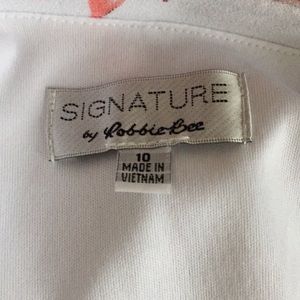 SIGNATURE
by Robbie Bee
10
MADE IN
VIETNAM